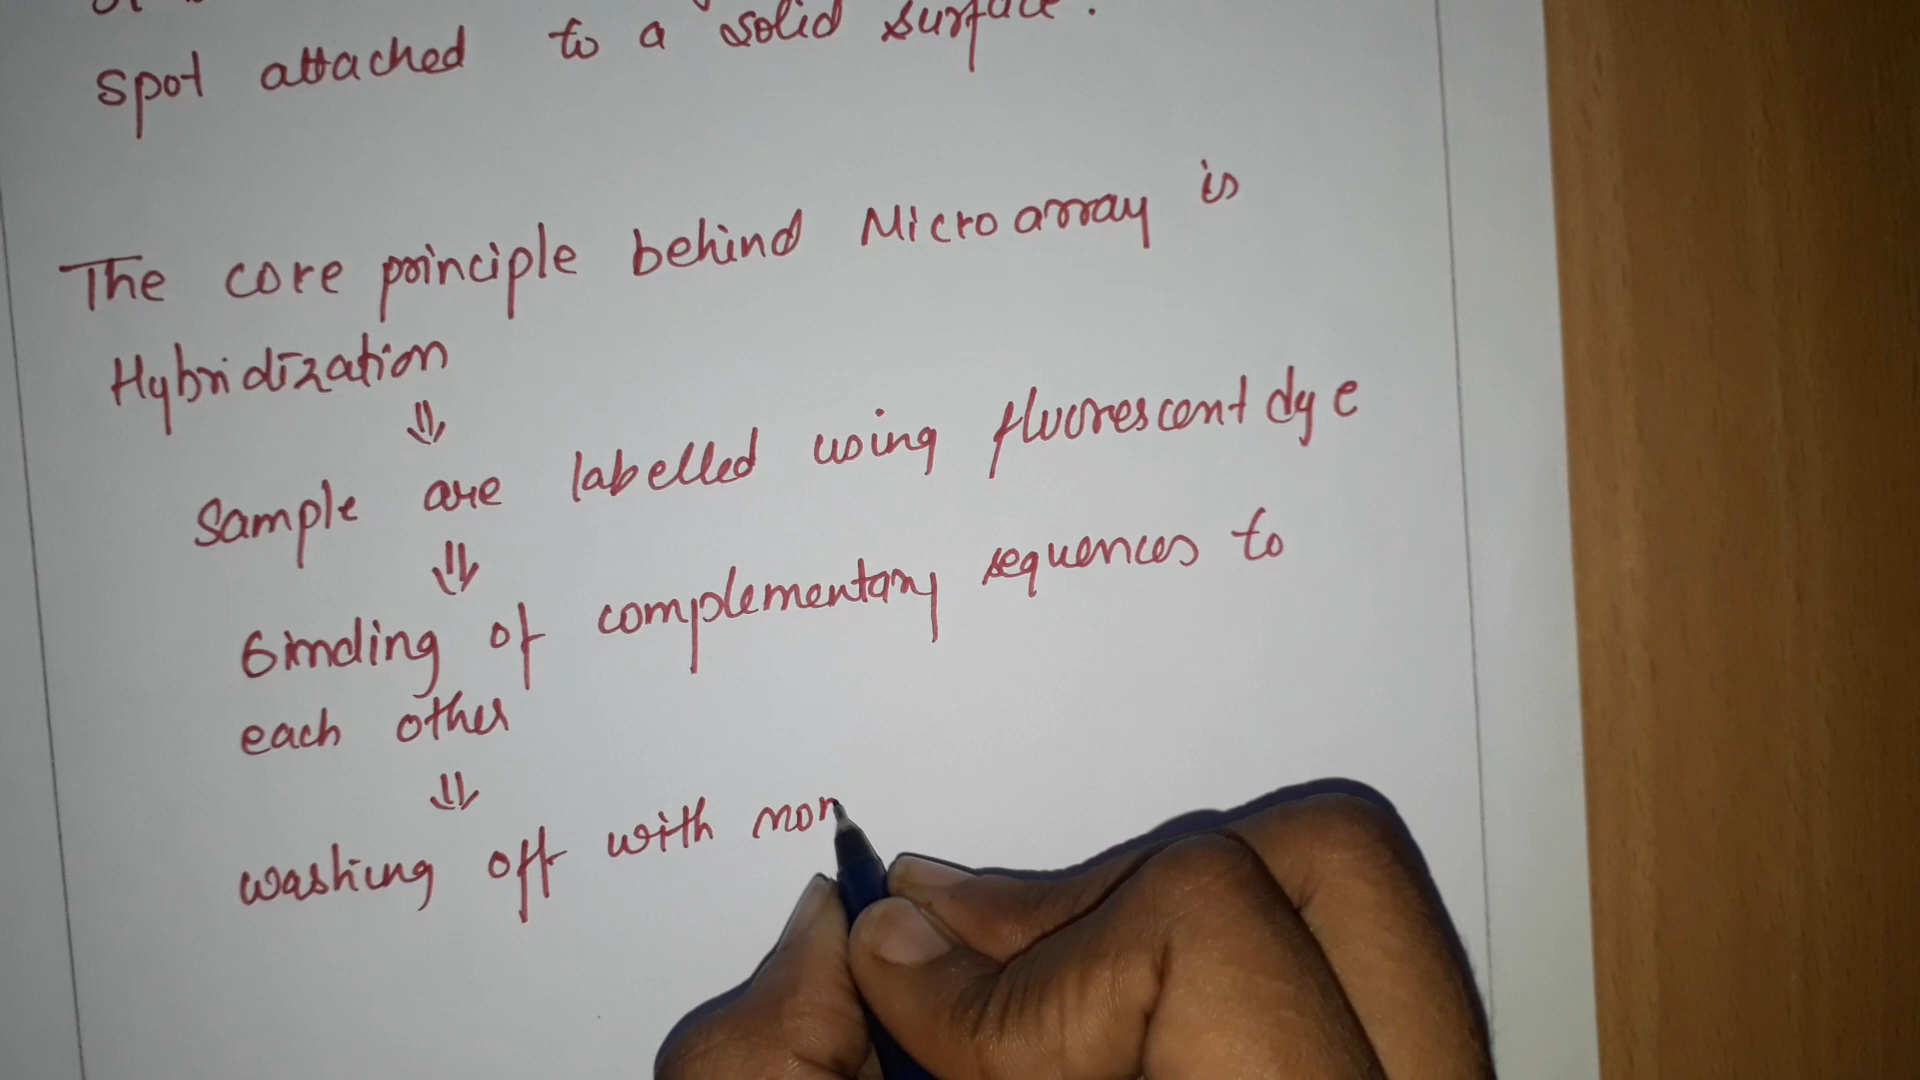 spot attached to a solid surface.
The core principle behind Microarray is
Hybridization
⇓
Sample are labelled using fluorescent dye
⇓
binding of complementary sequences to
each other
⇓
washing off with non